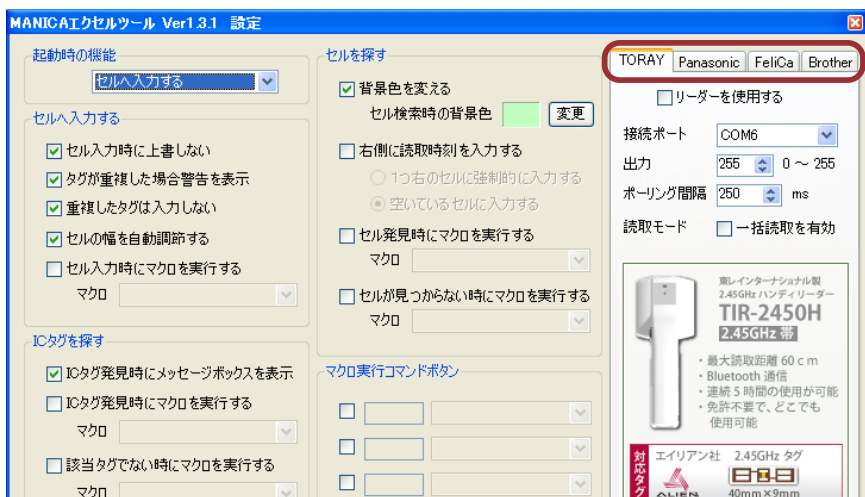 MANICAエクセルツール Ver1.3.1 設定
起動時の機能
セルへ入力する
セルへ入力する
セル入力時に上書しない
タグが重複した場合警告を表示
重複したタグは入力しない
セルの幅を自動調節する
セル入力時にマクロを実行する
マクロ
ICタグを探す
ICタグ発見時にメッセージボックスを表示
ICタグ発見時にマクロを実行する
マクロ
該当タグでない時にマクロを実行する
マクロ
セルを探す
背景色を変える
セル検索時の背景色 変更
右側に読取時刻を入力する
1つ右のセルに強制的に入力する
空いているセルに入力する
セル発見時にマクロを実行する
マクロ
セルが見つからない時にマクロを実行する
マクロ
マクロ実行コマンドボタン
TORAY Panasonic FeliCa Brother
リーダーを使用する
接続ポート COM6
出力 255 0 ～ 255
ポーリング間隔 250 ms
読取モード 一括読取を有効
東レインターナショナル製
2.45GHz ハンディリーダー
TIR-2450H
2.45GHz 帯
・最大読取距離 60ｃｍ
・Bluetooth 通信
・連続 5 時間の使用が可能
・免許不要で、どこでも
使用可能
対応タグ
エイリアン社 2.45GHz タグ
ALIEN
40mm×9mm